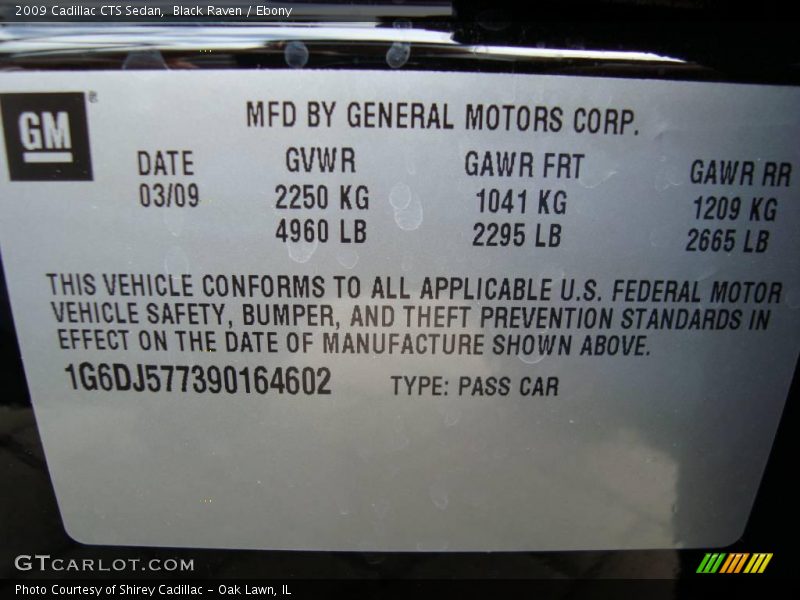 2009 Cadillac CTS Sedan, Black Raven / Ebony
GM®
MFD BY GENERAL MOTORS CORP.
DATE GVWR GAWR FRT GAWR RR
03/09 2250 KG 1041 KG 1209 KG
4960 LB 2295 LB 2665 LB
THIS VEHICLE CONFORMS TO ALL APPLICABLE U.S. FEDERAL MOTOR
VEHICLE SAFETY, BUMPER, AND THEFT PREVENTION STANDARDS IN
EFFECT ON THE DATE OF MANUFACTURE SHOWN ABOVE.
1G6DJ577390164602 TYPE: PASS CAR
GTCARLOT.COM
Photo Courtesy of Shirey Cadillac - Oak Lawn, IL